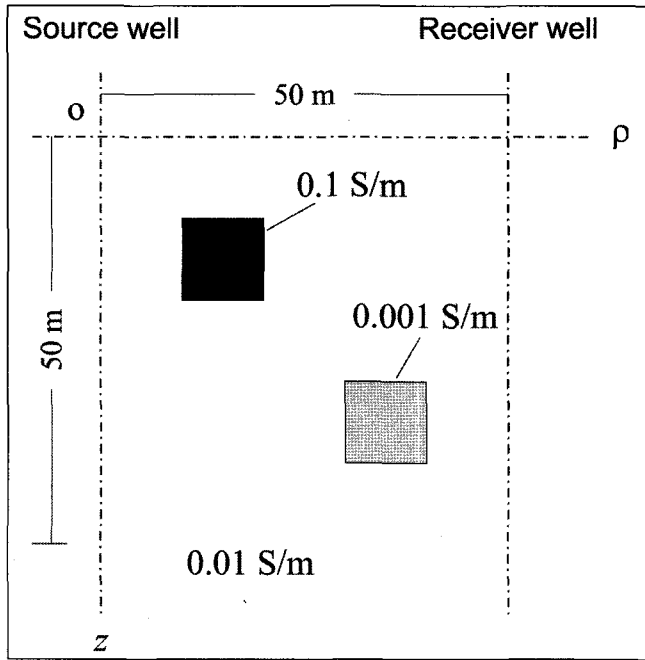 Source well
Receiver well
50 m
o
ρ
0.1 S/m
0.001 S/m
50 m
0.01 S/m
z